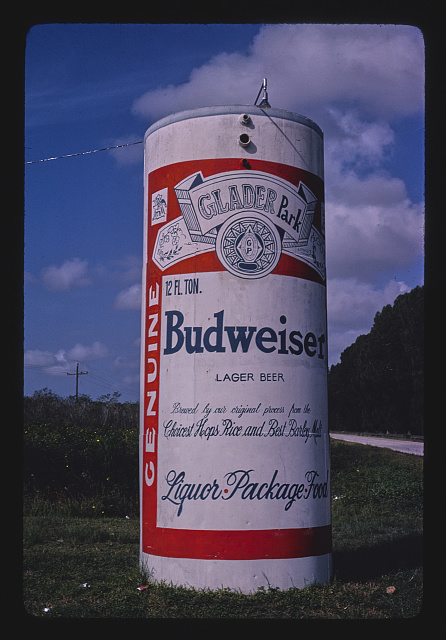 GLADER Park
12 FL. TON.
GENUINE
Budweiser
LAGER BEER
Brewed by our original process from the
Choicest Hops Rice and Best Barley Malt
Liquor·Package·Food